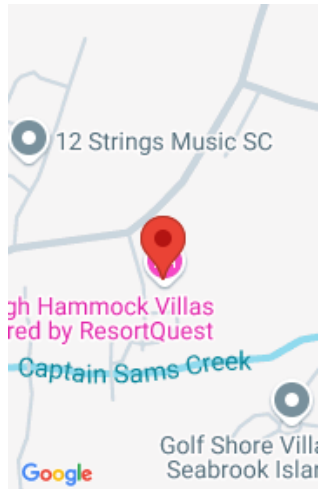 12 Strings Music SC
gh Hammock Villas
red by ResortQuest
Captain Sams Creek
Golf Shore Villa
Seabrook Islan
Google